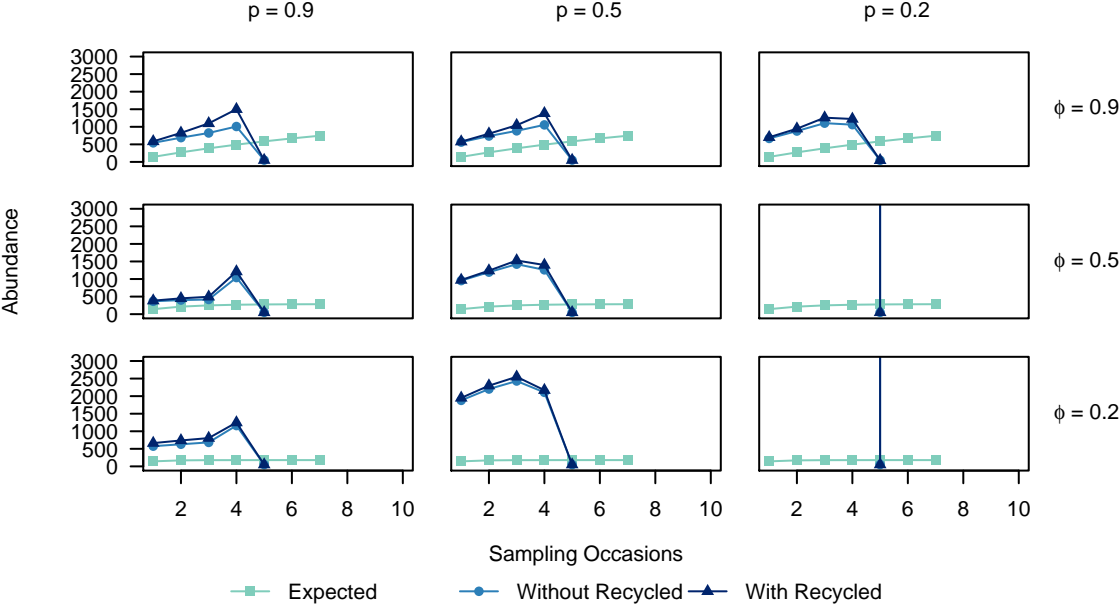 p = 0.9 p = 0.5 p = 0.2
3000
2500
2000
1500
1000
500
0
ϕ = 0.9
3000
2500
2000
1500
1000
500
0
ϕ = 0.5
Abundance
3000
2500
2000
1500
1000
500
0
ϕ = 0.2
2 4 6 8 10 2 4 6 8 10 2 4 6 8 10
Sampling Occasions
Expected Without Recycled With Recycled